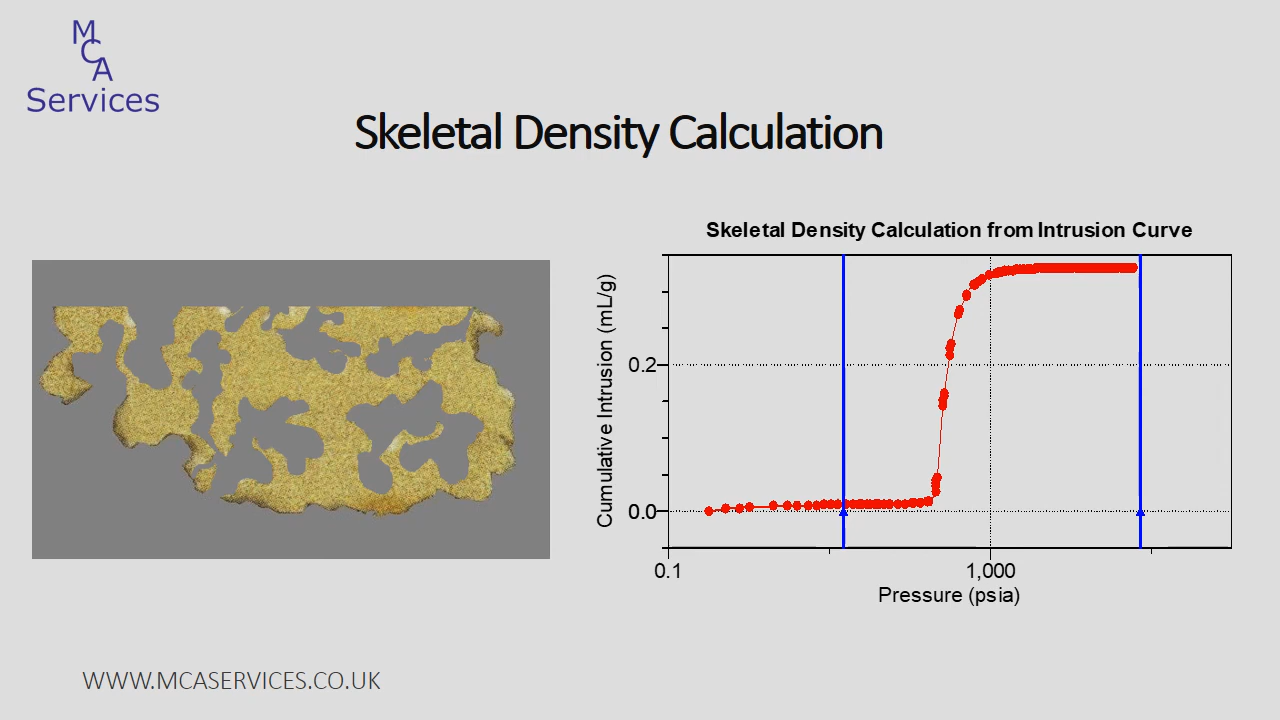 M
C
A
Services
Skeletal Density Calculation
Skeletal Density Calculation from Intrusion Curve
Cumulative Intrusion (mL/g)
0.2
0.0
0.1
1,000
Pressure (psia)
WWW.MCASERVICES.CO.UK